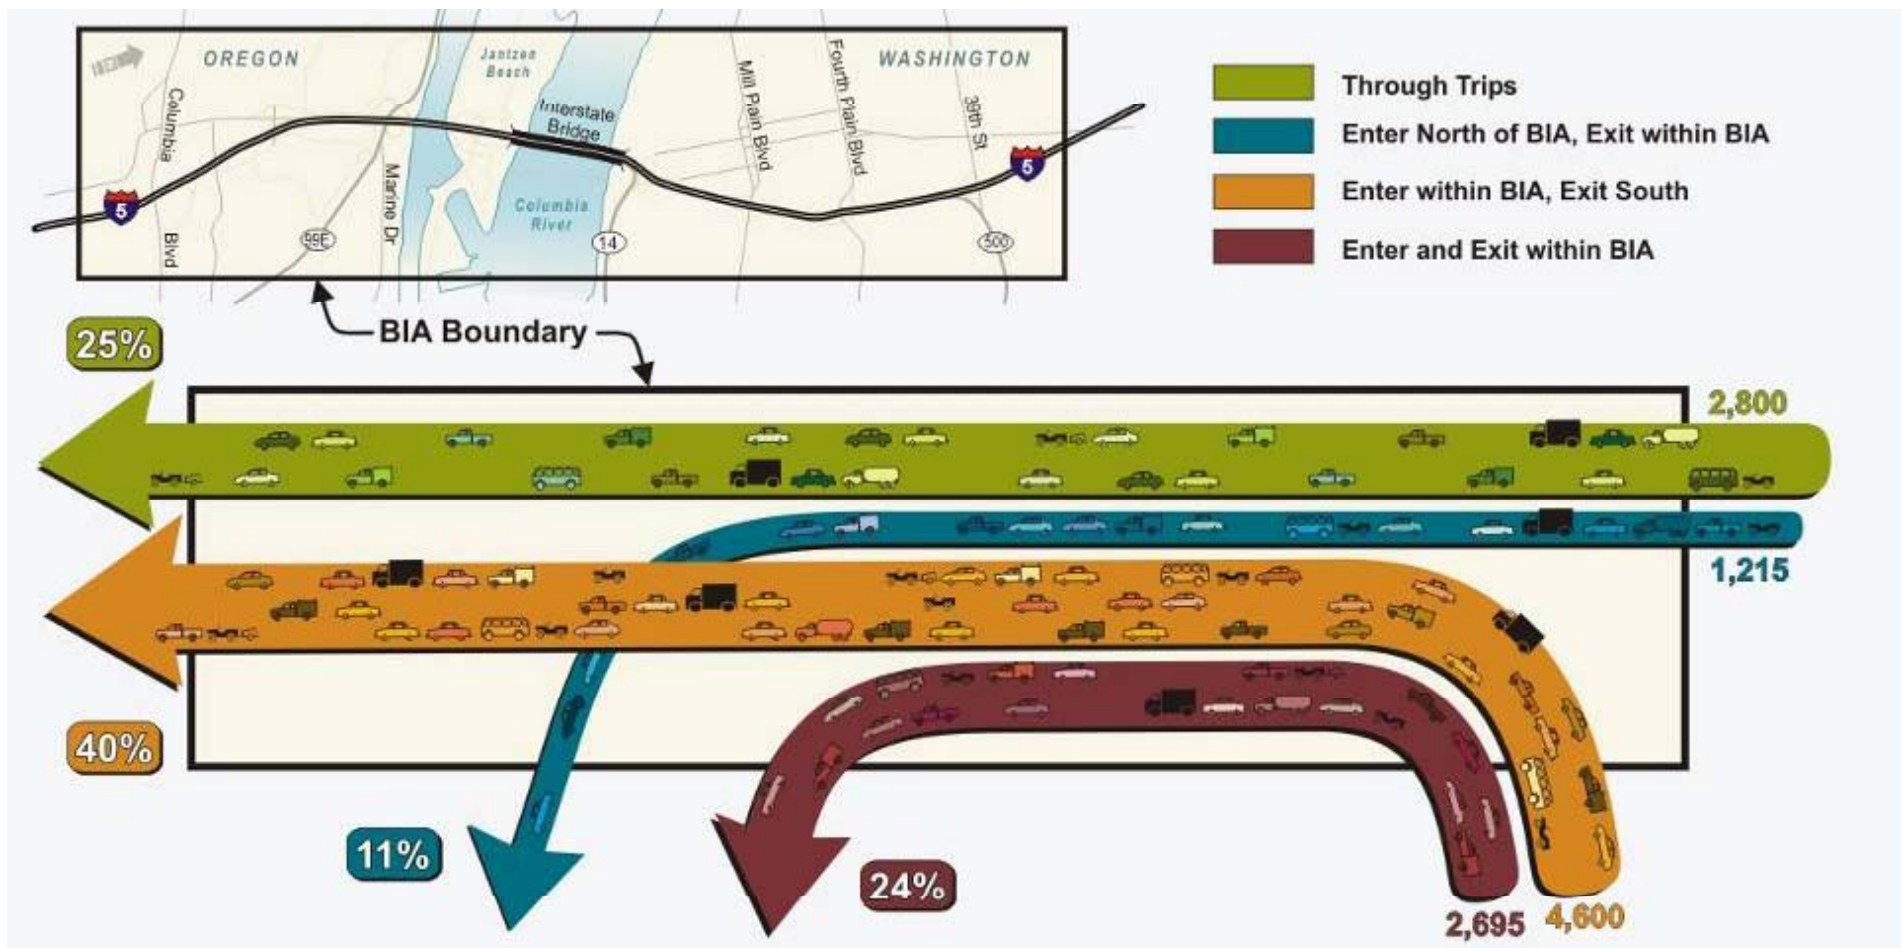 OREGON
Jantzen
Beach
WASHINGTON
Columbia
Blvd
Interstate
Bridge
Mill Plain Blvd
Fourth Plain Blvd
39th St
5
5
Marine Dr
Columbia
River
99E
14
500
Through Trips
Enter North of BIA, Exit within BIA
Enter within BIA, Exit South
Enter and Exit within BIA
BIA Boundary
25%
2,800
1,215
40%
11%
24%
2,695
4,600